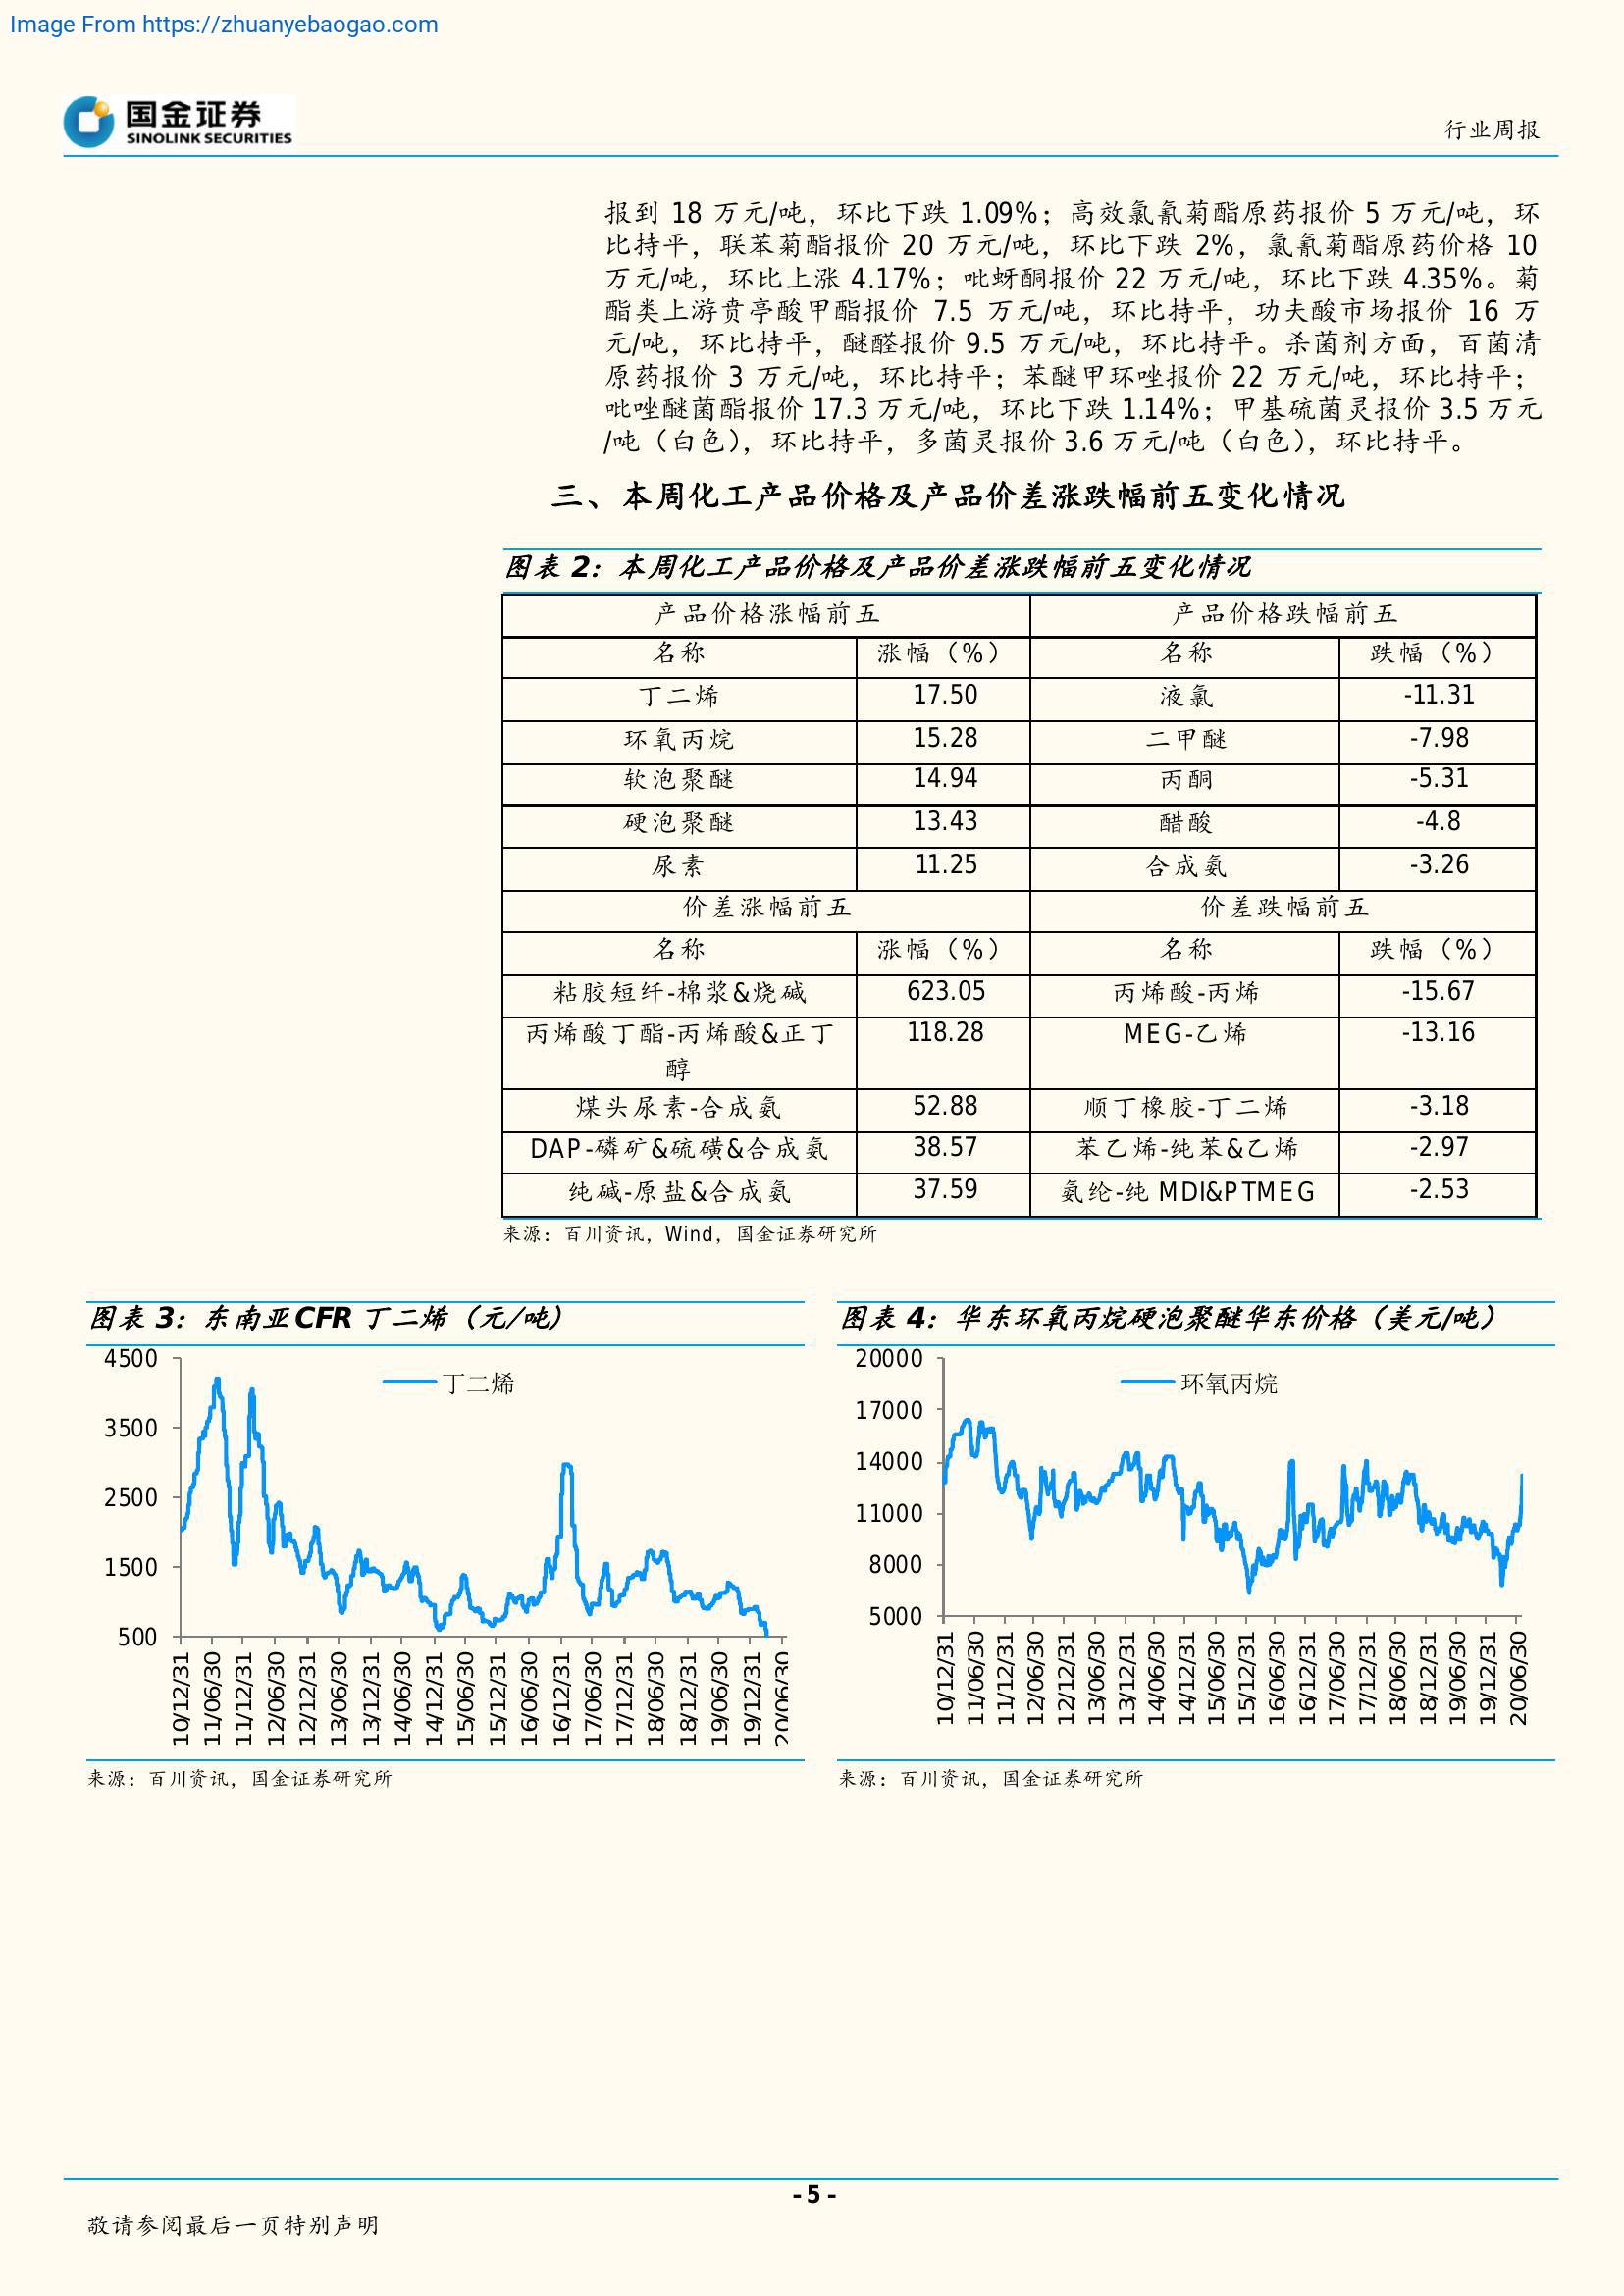 Image From https://zhuanyebaogao.com
国金证券
SINOLINK SECURITIES
行业周报
报到 18 万元/吨，环比下跌 1.09%；高效氯氰菊酯原药报价 5 万元/吨，环
比持平，联苯菊酯报价 20 万元/吨，环比下跌 2%，氯氰菊酯原药价格 10
万元/吨，环比上涨 4.17%；吡蚜酮报价 22 万元/吨，环比下跌 4.35%。菊
酯类上游贲亭酸甲酯报价 7.5 万元/吨，环比持平，功夫酸市场报价 16 万
元/吨，环比持平，醚醛报价 9.5 万元/吨，环比持平。杀菌剂方面，百菌清
原药报价 3 万元/吨，环比持平；苯醚甲环唑报价 22 万元/吨，环比持平；
吡唑醚菌酯报价 17.3 万元/吨，环比下跌 1.14%；甲基硫菌灵报价 3.5 万元
/吨（白色），环比持平，多菌灵报价 3.6 万元/吨（白色），环比持平。
三、本周化工产品价格及产品价差涨跌幅前五变化情况
图表 2：本周化工产品价格及产品价差涨跌幅前五变化情况
产品价格涨幅前五 产品价格跌幅前五
名称 涨幅（%） 名称 跌幅（%）
丁二烯 17.50 液氯 -11.31
环氧丙烷 15.28 二甲醚 -7.98
软泡聚醚 14.94 丙酮 -5.31
硬泡聚醚 13.43 醋酸 -4.8
尿素 11.25 合成氨 -3.26
价差涨幅前五 价差跌幅前五
名称 涨幅（%） 名称 跌幅（%）
粘胶短纤-棉浆&烧碱 623.05 丙烯酸-丙烯 -15.67
丙烯酸丁酯-丙烯酸&正丁 118.28 MEG-乙烯 -13.16
醇
煤头尿素-合成氨 52.88 顺丁橡胶-丁二烯 -3.18
DAP-磷矿&硫磺&合成氨 38.57 苯乙烯-纯苯&乙烯 -2.97
纯碱-原盐&合成氨 37.59 氨纶-纯 MDI&PTMEG -2.53
来源：百川资讯，Wind，国金证券研究所
图表 3：东南亚CFR 丁二烯（元/吨）
4500
3500
2500
1500
500
丁二烯
10/12/31
11/06/30
11/12/31
12/06/30
12/12/31
13/06/30
13/12/31
14/06/30
14/12/31
15/06/30
15/12/31
16/06/30
16/12/31
17/06/30
17/12/31
18/06/30
18/12/31
19/06/30
19/12/31
20/06/30
来源：百川资讯，国金证券研究所
图表 4：华东环氧丙烷硬泡聚醚华东价格（美元/吨）
20000
17000
14000
11000
8000
5000
环氧丙烷
10/12/31
11/06/30
11/12/31
12/06/30
12/12/31
13/06/30
13/12/31
14/06/30
14/12/31
15/06/30
15/12/31
16/06/30
16/12/31
17/06/30
17/12/31
18/06/30
18/12/31
19/06/30
19/12/31
20/06/30
来源：百川资讯，国金证券研究所
- 5 -
敬请参阅最后一页特别声明